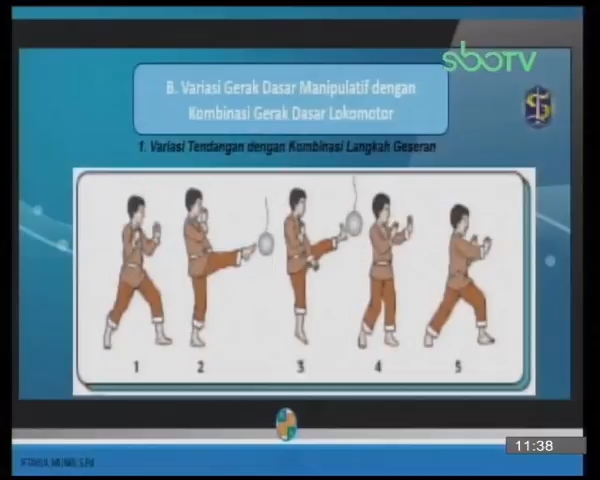 sboTV
B. Variasi Gerak Dasar Manipulatif dengan
Kombinasi Gerak Dasar Lokomotor
1. Variasi Tendangan dengan Kombinasi Langkah Geseran
1 2 3 4 5
11:38